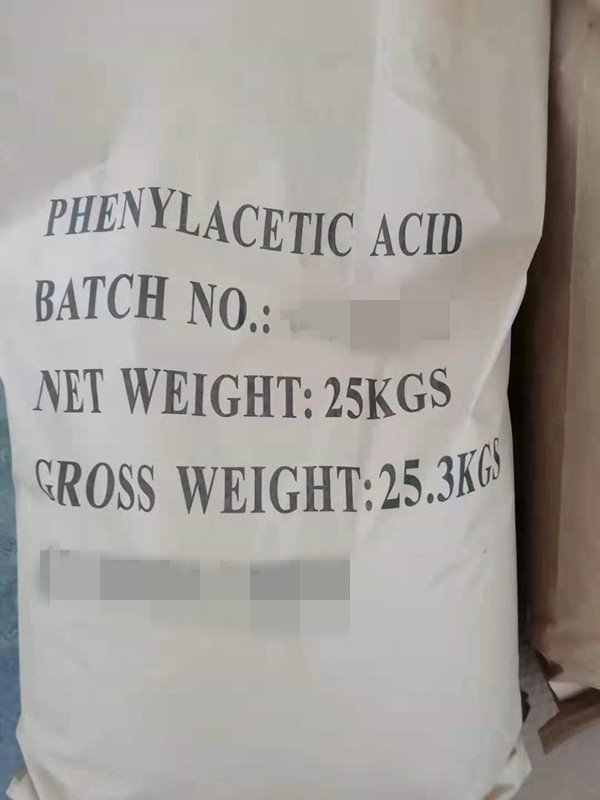 PHENYLACETIC ACID
BATCH NO.:
NET WEIGHT: 25KGS
GROSS WEIGHT: 25.3KGS